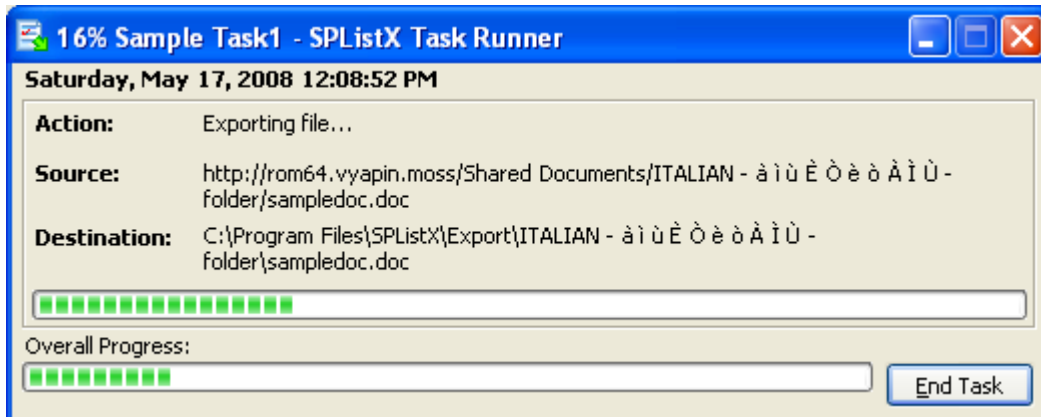 16% Sample Task1 - SPListX Task Runner
Saturday, May 17, 2008 12:08:52 PM
Action: Exporting file...
Source: http://rom64.vyapin.moss/Shared Documents/ITALIAN - à ì ù È Ò è ò À Ì Ù -
folder/sampledoc.doc
Destination: C:\Program Files\SPListX\Export\ITALIAN - à ì ù È Ò è ò À Ì Ù -
folder\sampledoc.doc
Overall Progress:
End Task